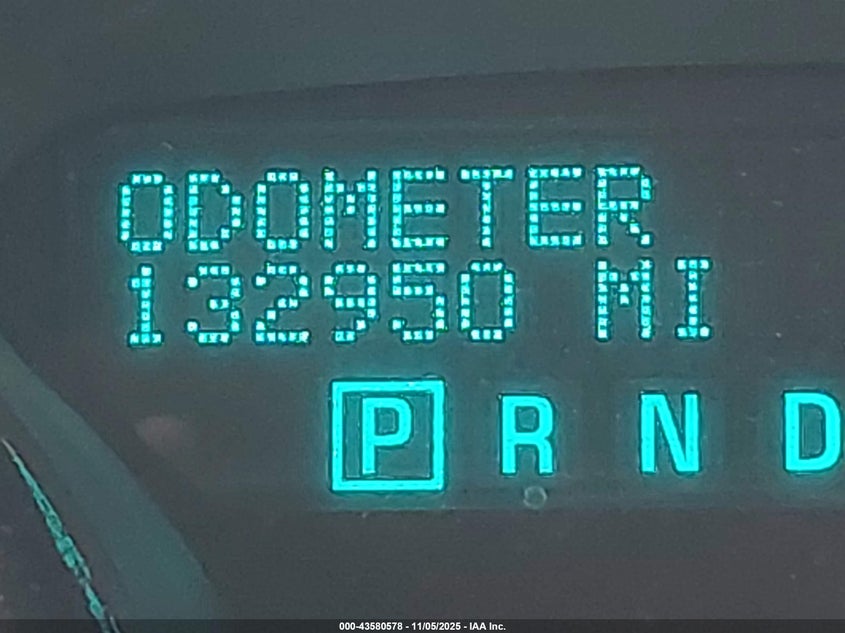 ODOMETER
132950 MI
P R N D
000-43580578 - 11/05/2025 - IAA Inc.